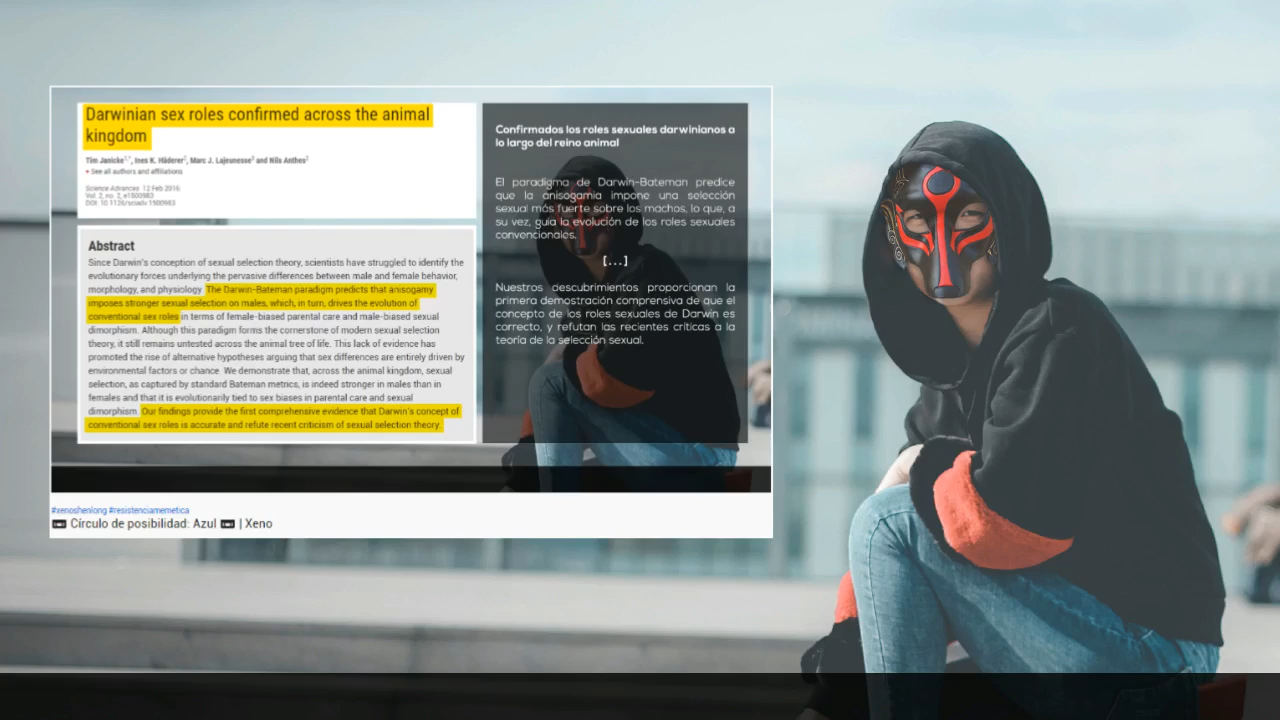 Darwinian sex roles confirmed across the animal
kingdom
Tim Janicke1,*, Ines K. Häderer2, Marc J. Lajeunesse3 and Nils Anthes2
+ See all authors and affiliations
Science Advances 12 Feb 2016
Vol. 2, no. 2, e1500983
DOI: 10.1126/sciadv.1500983
Abstract
Since Darwin's conception of sexual selection theory, scientists have struggled to identify the
evolutionary forces underlying the pervasive differences between male and female behavior,
morphology, and physiology. The Darwin-Bateman paradigm predicts that anisogamy
imposes stronger sexual selection on males, which, in turn, drives the evolution of
conventional sex roles in terms of female-biased parental care and male-biased sexual
dimorphism. Although this paradigm forms the cornerstone of modern sexual selection
theory, it still remains untested across the animal tree of life. This lack of evidence has
promoted the rise of alternative hypotheses arguing that sex differences are entirely driven by
environmental factors or chance. We demonstrate that, across the animal kingdom, sexual
selection, as captured by standard Bateman metrics, is indeed stronger in males than in
females and that it is evolutionarily tied to sex biases in parental care and sexual
dimorphism. Our findings provide the first comprehensive evidence that Darwin's concept of
conventional sex roles is accurate and refute recent criticism of sexual selection theory.
Confirmados los roles sexuales darwinianos a
lo largo del reino animal
El paradigma de Darwin-Bateman predice
que la anisogamia impone una selección
sexual más fuerte sobre los machos, lo que, a
su vez, guía la evolución de los roles sexuales
convencionales.
[...]
Nuestros descubrimientos proporcionan la
primera demostración comprensiva de que el
concepto de los roles sexuales de Darwin es
correcto, y refutan las recientes críticas a la
teoría de la selección sexual.
#xenoshenlong #resistenciamemetica
Círculo de posibilidad: Azul | Xeno